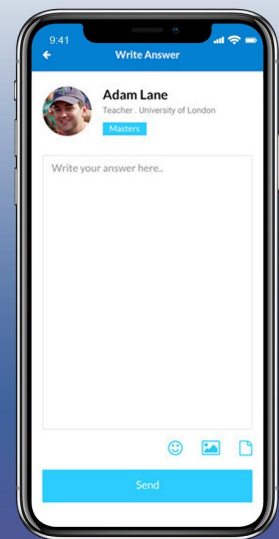 9:41
Write Answer
Adam Lane
Teacher . University of London
Masters
Write your answer here..
Send